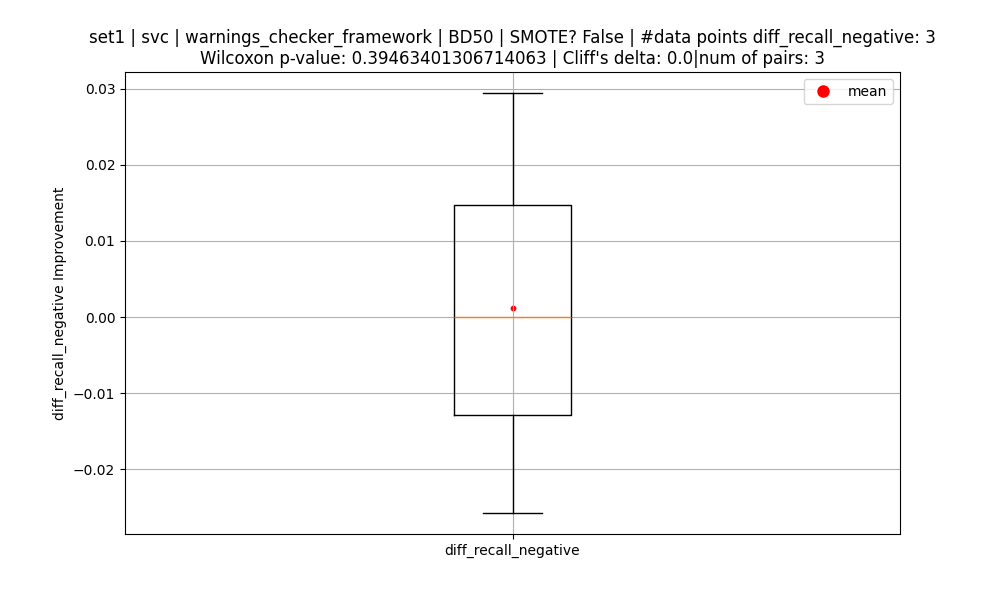 set1 | svc | warnings_checker_framework | BD50 | SMOTE? False | #data points diff_recall_negative: 3
Wilcoxon p-value: 0.39463401306714063 | Cliff's delta: 0.0|num of pairs: 3
mean
0.03
0.02
0.01
0.00
−0.01
−0.02
diff_recall_negative Improvement
diff_recall_negative